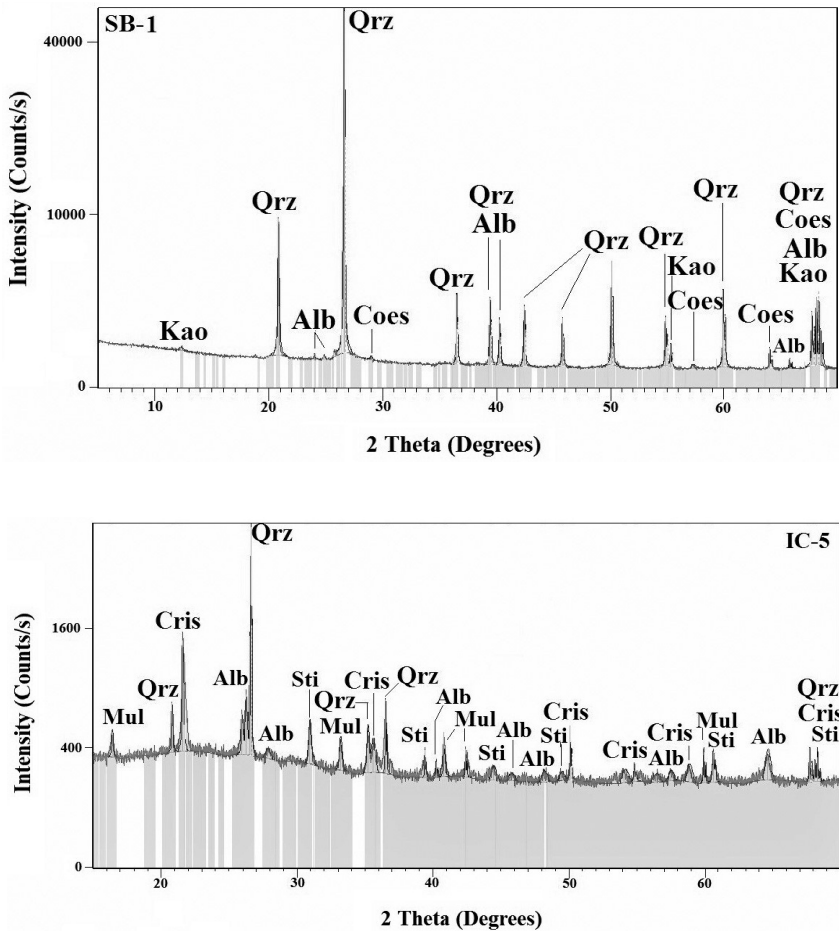 SB-1
Qrz
40000
Intensity (Counts/s)
10000
0
Kao
Qrz
Alb
Coes
Qrz
Qrz
Alb
Qrz
Qrz
Kao
Coes
Qrz
Coes
Alb
Qrz
Coes
Alb
Kao
10 20 30 40 50 60
2 Theta (Degrees)
IC-5
Qrz
1600
Intensity (Counts/s)
400
0
Mul
Qrz
Cris
Alb
Alb
Sti
Mul
Qrz
Cris
Qrz
Sti
Alb
Mul
Sti
Alb
Alb
Cris
Sti
Cris
Alb
Cris
Mul
Sti
Alb
Qrz
Cris
Sti
20 30 40 50 60
2 Theta (Degrees)